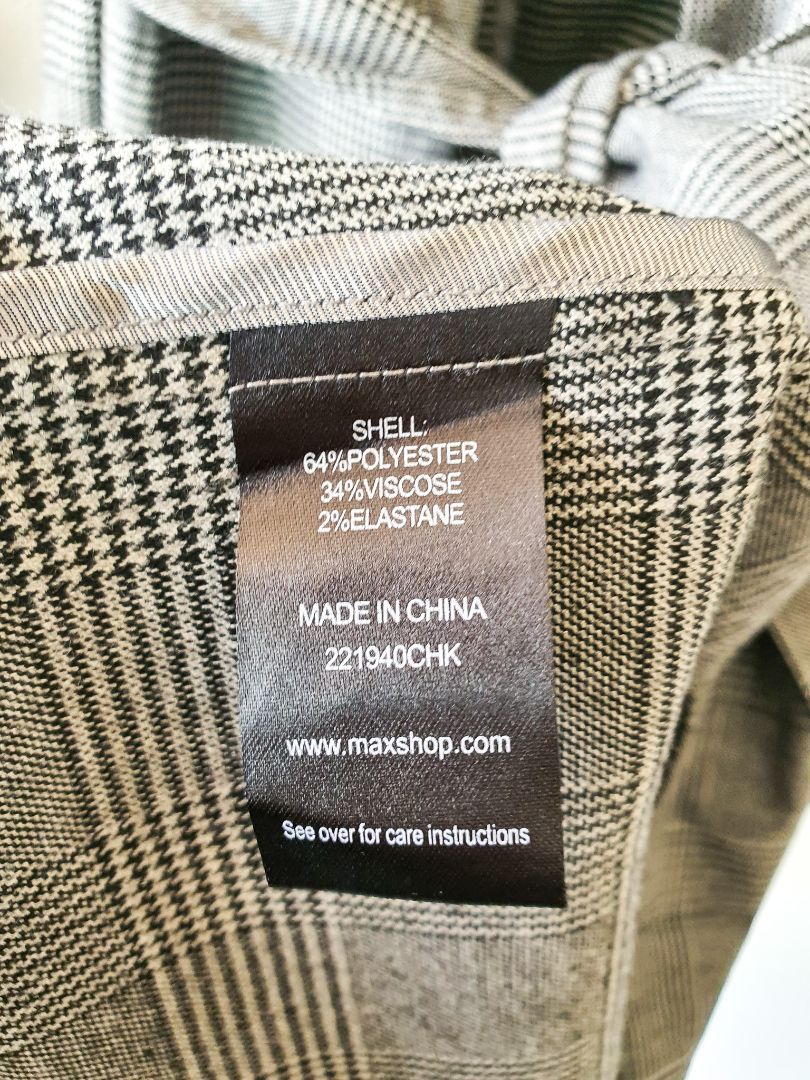 SHELL:
64%POLYESTER
34%VISCOSE
2%ELASTANE
MADE IN CHINA
221940CHK
www.maxshop.com
See over for care instructions